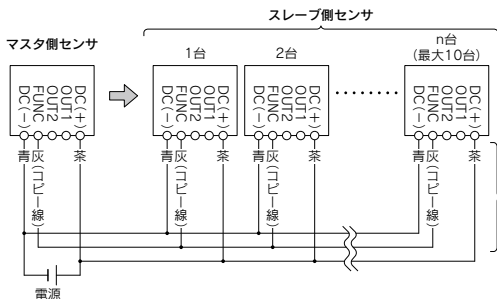 スレーブ側センサ
マスタ側センサ
1台
2台
n台
(最大10台)
DC(−)
FUNC
OUT2
OUT1
DC(+)
DC(−)
FUNC
OUT2
OUT1
DC(+)
DC(−)
FUNC
OUT2
OUT1
DC(+)
DC(−)
FUNC
OUT2
OUT1
DC(+)
青
灰(コピー線)
茶
青
灰(コピー線)
茶
青
灰(コピー線)
茶
青
灰(コピー線)
茶
電源